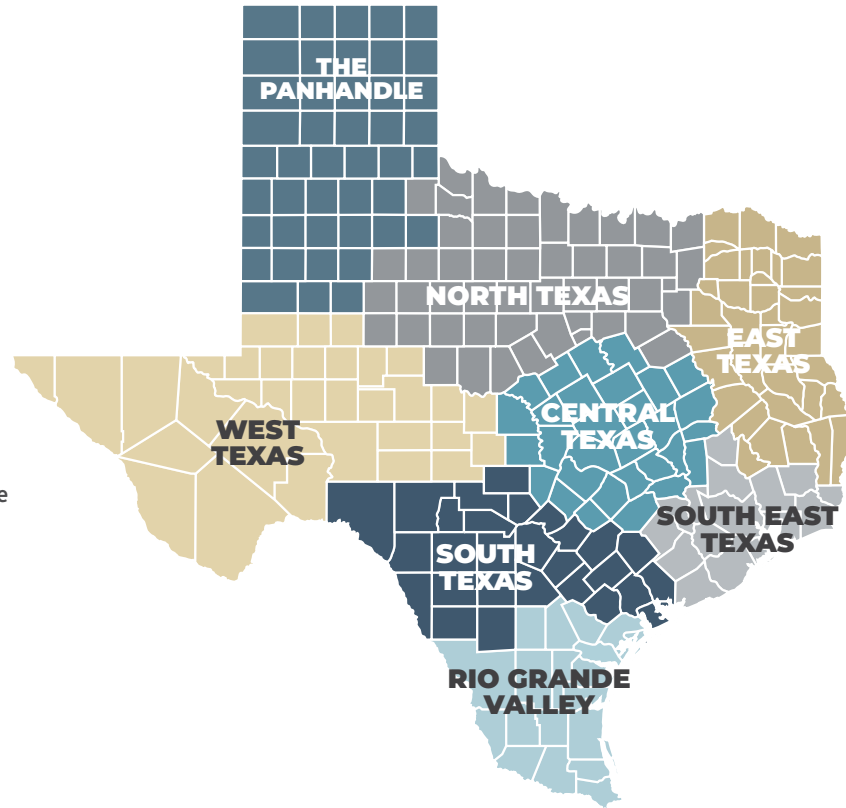 THE
PANHANDLE
NORTH TEXAS
EAST
TEXAS
CENTRAL
TEXAS
WEST
TEXAS
e
SOUTH EAST
TEXAS
SOUTH
TEXAS
RIO GRANDE
VALLEY